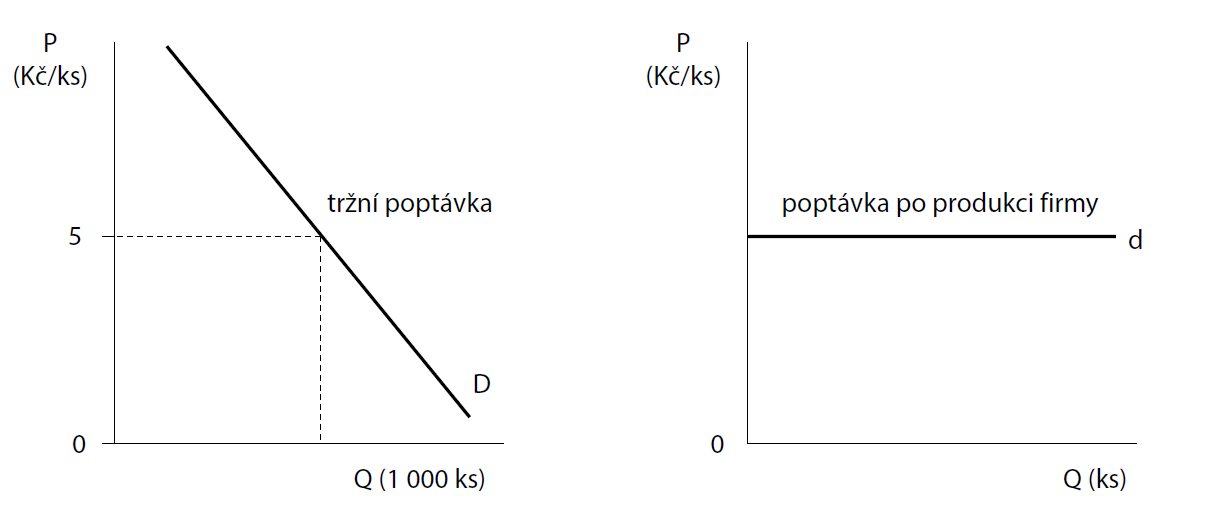 P
(Kč/ks)
tržní poptávka
5
D
0
Q (1 000 ks)
P
(Kč/ks)
poptávka po produkci firmy
d
0
Q (ks)